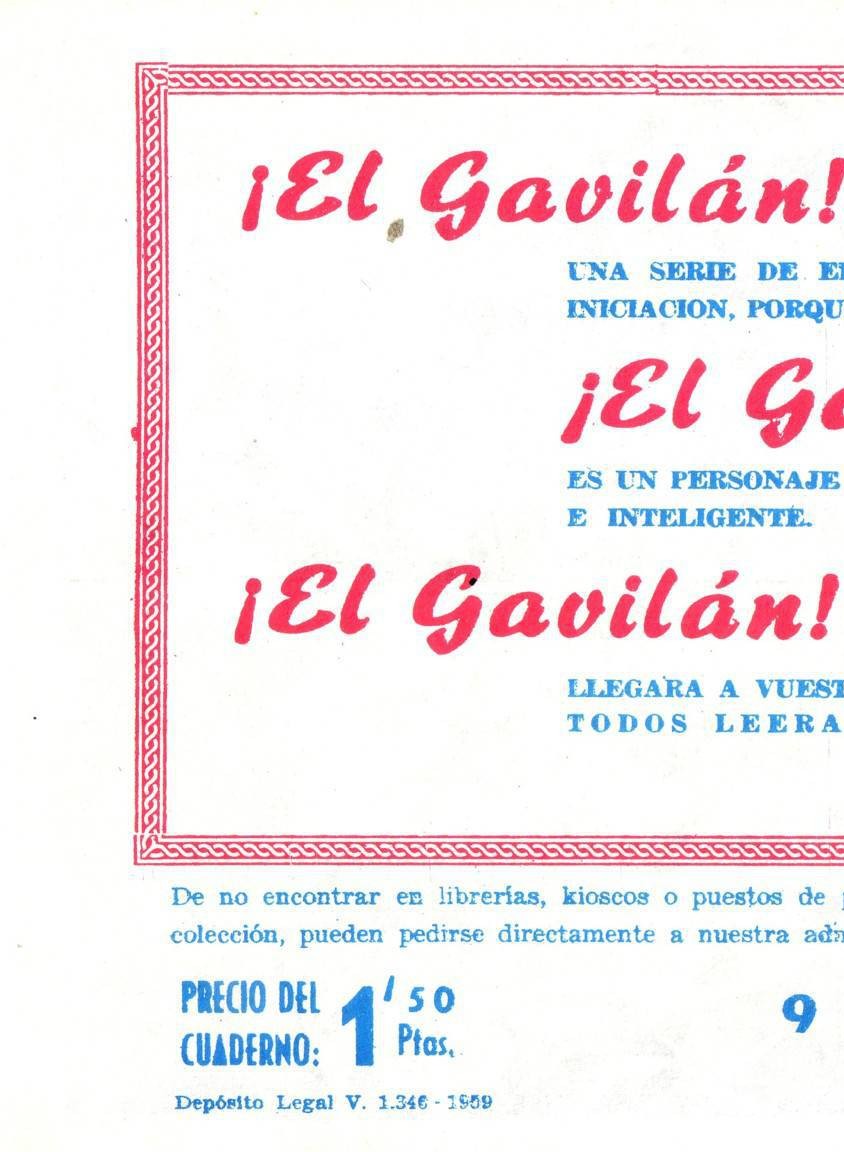 ¡El Gavilán!
UNA SERIE DE
INICIACION,
¡El
ES UN PERSONAJE
E INTELIGENTE.
¡El Gavilán!
LLEGARA A
TODOS
De no encontrar en librerías, kioscos o puestos de
colección, pueden pedirse directamente a nuestra
PRECIO DEL CUADERNO: 1'50 Ptas.
9
Depósito Legal V. 1.346 - 1959